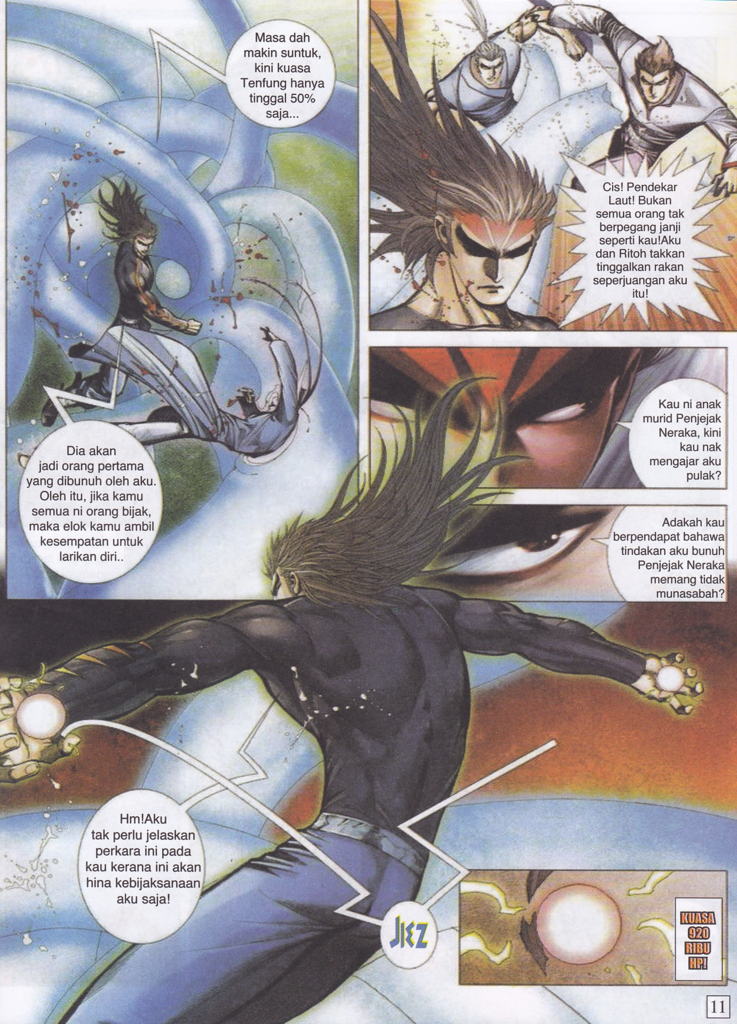 Masa dah
makin suntuk,
kini kuasa
Tenfung hanya
tinggal 50%
saja...
Cis! Pendekar
Laut! Bukan
semua orang tak
berpegang janji
seperti kau!Aku
dan Ritoh takkan
tinggalkan rakan
seperjuangan aku
itu!
Dia akan
jadi orang pertama
yang dibunuh oleh aku.
Oleh itu, jika kamu
semua ni orang bijak,
maka elok kamu ambil
kesempatan untuk
larikan diri..
Kau ni anak
murid Penjejak
Neraka, kini
kau nak
mengajar aku
pulak?
Adakah kau
berpendapat bahawa
tindakan aku bunuh
Penjejak Neraka
memang tidak
munasabah?
Hm!Aku
tak perlu jelaskan
perkara ini pada
kau kerana ini akan
hina kebijaksanaan
aku saja!
JIEZ
KUASA
920
RIBU
HP!
11